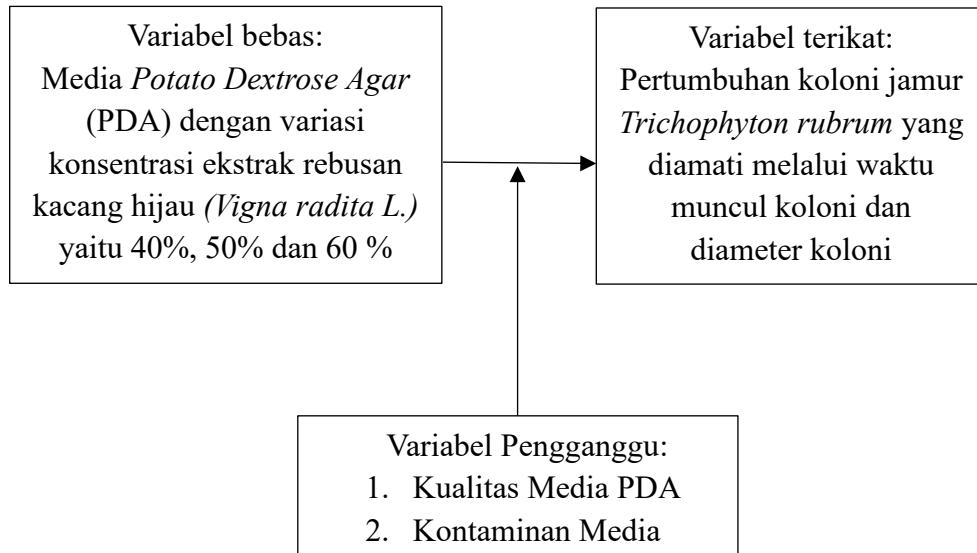 Variabel bebas:
Media Potato Dextrose Agar
(PDA) dengan variasi
konsentrasi ekstrak rebusan
kacang hijau (Vigna radita L.)
yaitu 40%, 50% dan 60 %
Variabel terikat:
Pertumbuhan koloni jamur
Trichophyton rubrum yang
diamati melalui waktu
muncul koloni dan
diameter koloni
Variabel Pengganggu:
1. Kualitas Media PDA
2. Kontaminan Media